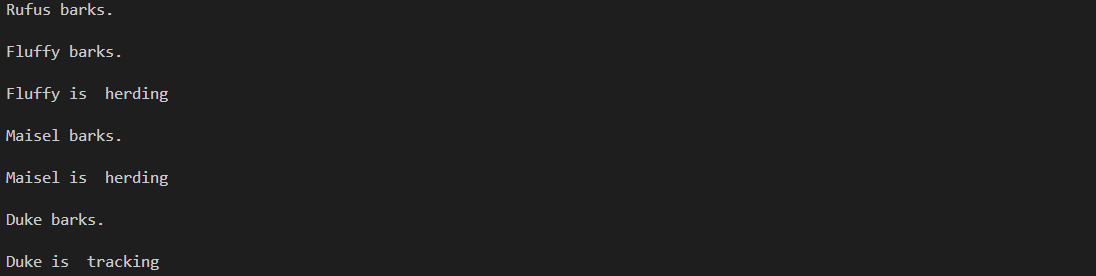 Rufus barks.
Fluffy barks.
Fluffy is  herding
Maisel barks.
Maisel is  herding
Duke barks.
Duke is  tracking